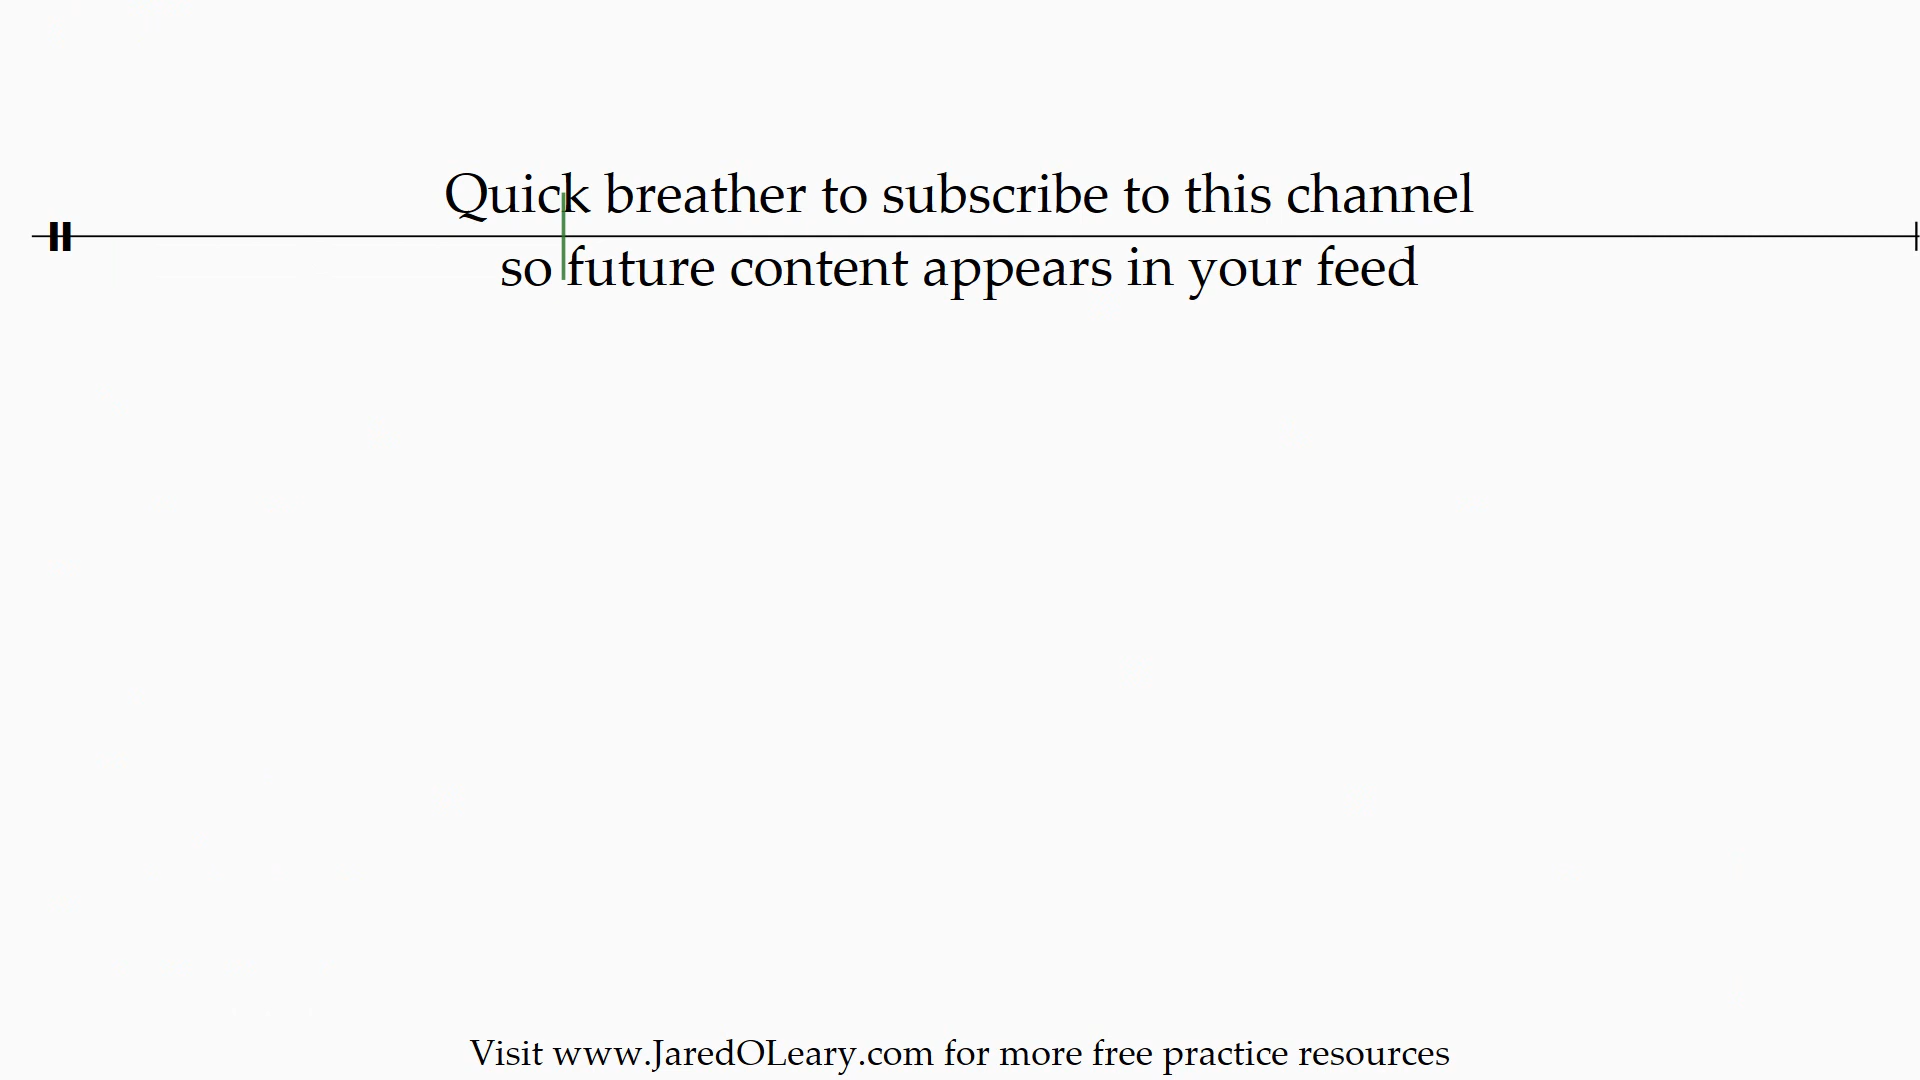 Quick breather to subscribe to this channel
so future content appears in your feed
Visit www.JaredOLeary.com for more free practice resources